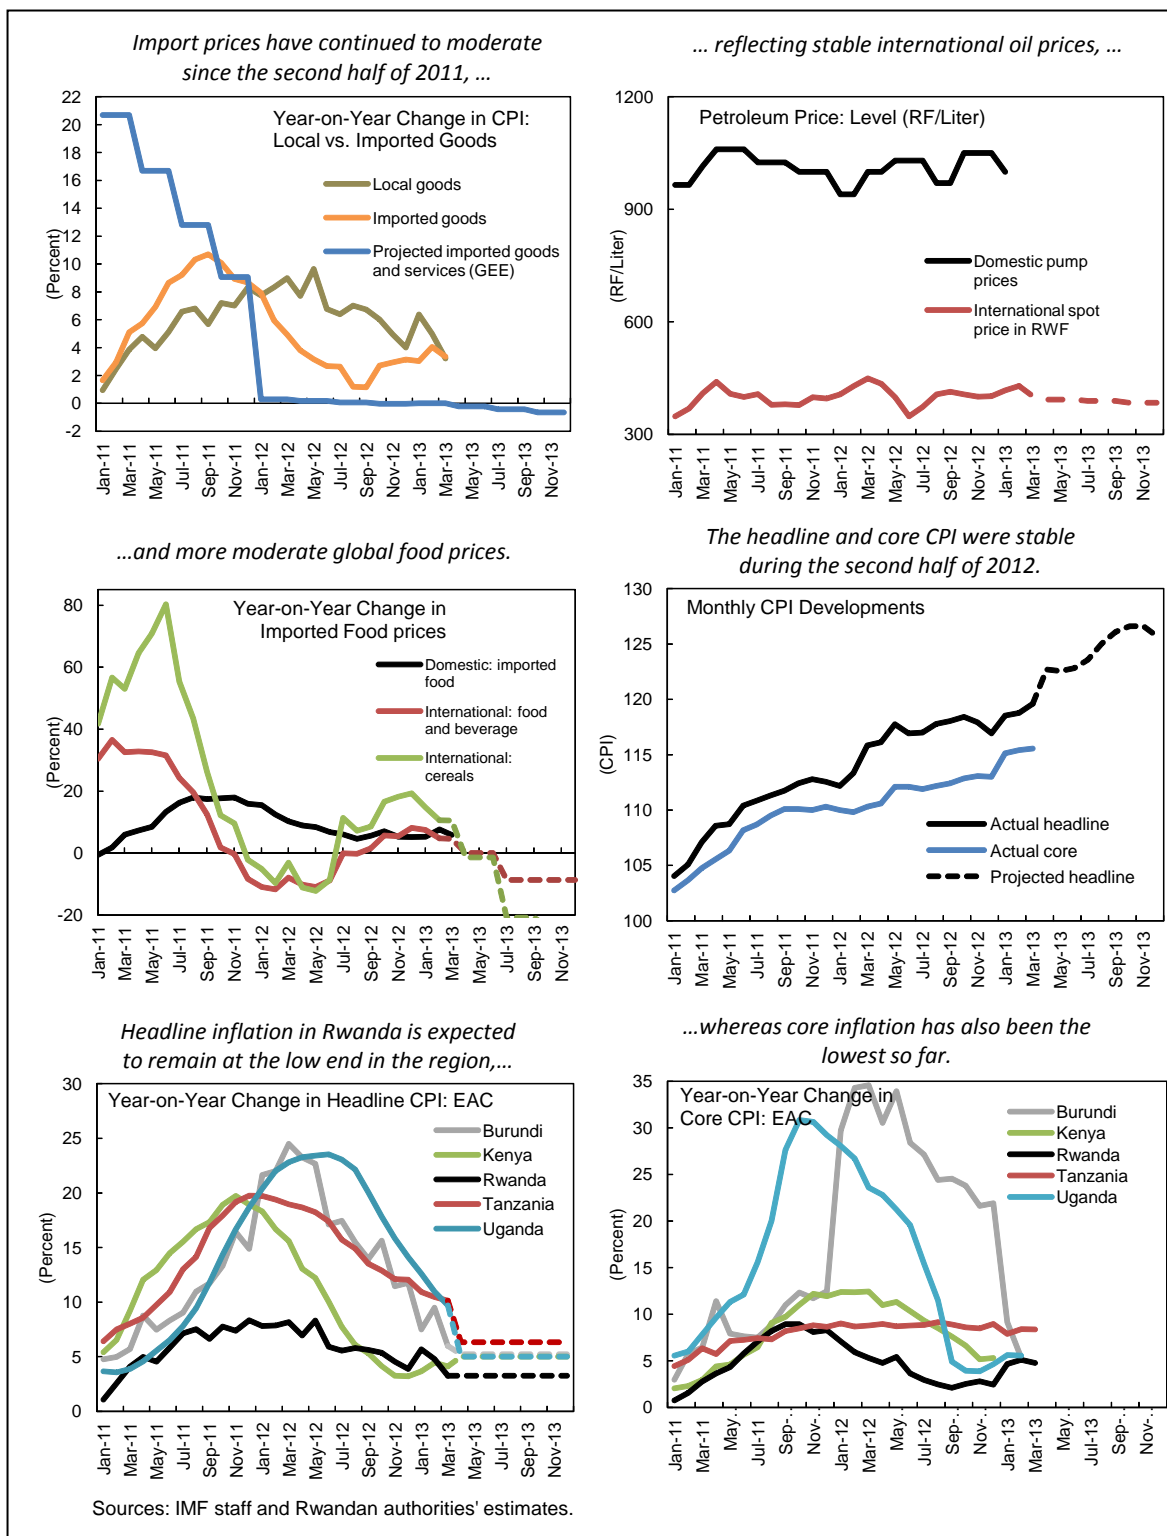 Import prices have continued to moderate
since the second half of 2011, …
22
20
18
16
14
12
10
8
6
4
2
0
-2
(Percent)
Year-on-Year Change in CPI:
Local vs. Imported Goods
Local goods
Imported goods
Projected imported goods
and services (GEE)
Jan-11
Mar-11
May-11
Jul-11
Sep-11
Nov-11
Jan-12
Mar-12
May-12
Jul-12
Sep-12
Nov-12
Jan-13
Mar-13
May-13
Jul-13
Sep-13
Nov-13
… reflecting stable international oil prices, …
1200
900
600
300
(RF/Liter)
Petroleum Price: Level (RF/Liter)
Domestic pump
prices
International spot
price in RWF
Jan-11
Mar-11
May-11
Jul-11
Sep-11
Nov-11
Jan-12
Mar-12
May-12
Jul-12
Sep-12
Nov-12
Jan-13
Mar-13
May-13
Jul-13
Sep-13
Nov-13
…and more moderate global food prices.
80
60
40
20
0
-20
(Percent)
Year-on-Year Change in
Imported Food prices
Domestic: imported
food
International: food
and beverage
International:
cereals
Jan-11
Mar-11
May-11
Jul-11
Sep-11
Nov-11
Jan-12
Mar-12
May-12
Jul-12
Sep-12
Nov-12
Jan-13
Mar-13
May-13
Jul-13
Sep-13
Nov-13
The headline and core CPI were stable
during the second half of 2012.
130
125
120
115
110
105
100
(CPI)
Monthly CPI Developments
Actual headline
Actual core
Projected headline
Jan-11
Mar-11
May-11
Jul-11
Sep-11
Nov-11
Jan-12
Mar-12
May-12
Jul-12
Sep-12
Nov-12
Jan-13
Mar-13
May-13
Jul-13
Sep-13
Nov-13
Headline inflation in Rwanda is expected
to remain at the low end in the region,…
30
25
20
15
10
5
0
(Percent)
Year-on-Year Change in Headline CPI: EAC
Burundi
Kenya
Rwanda
Tanzania
Uganda
Jan-11
Mar-11
May-11
Jul-11
Sep-11
Nov-11
Jan-12
Mar-12
May-12
Jul-12
Sep-12
Nov-12
Jan-13
Mar-13
May-13
Jul-13
Sep-13
Nov-13
…whereas core inflation has also been the
lowest so far.
35
30
25
20
15
10
5
0
(Percent)
Year-on-Year Change in
Core CPI: EAC
Burundi
Kenya
Rwanda
Tanzania
Uganda
Jan-11
Mar-11
May…
Jul-11
Sep-…
Nov-…
Jan-12
Mar-12
May…
Jul-12
Sep-…
Nov-…
Jan-13
Mar-13
May…
Jul-13
Sep-…
Nov-…
Sources: IMF staff and Rwandan authorities' estimates.